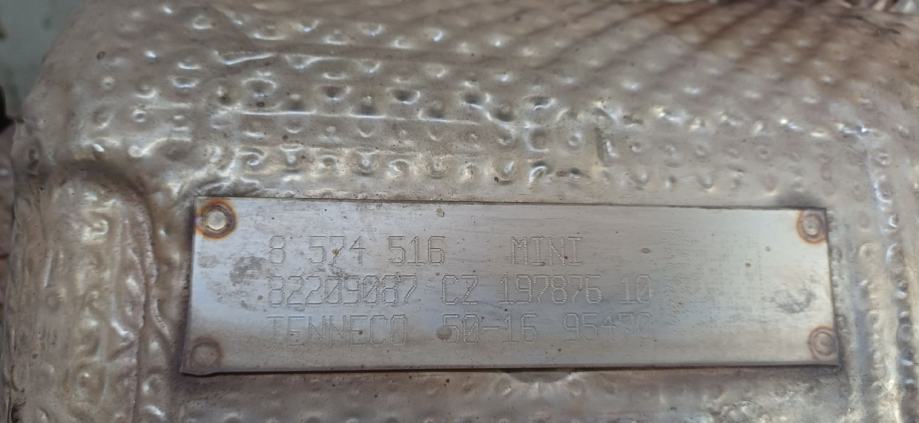 8 574 516 MINI
82209087 CZ 197876 10
TENNECO 50-16